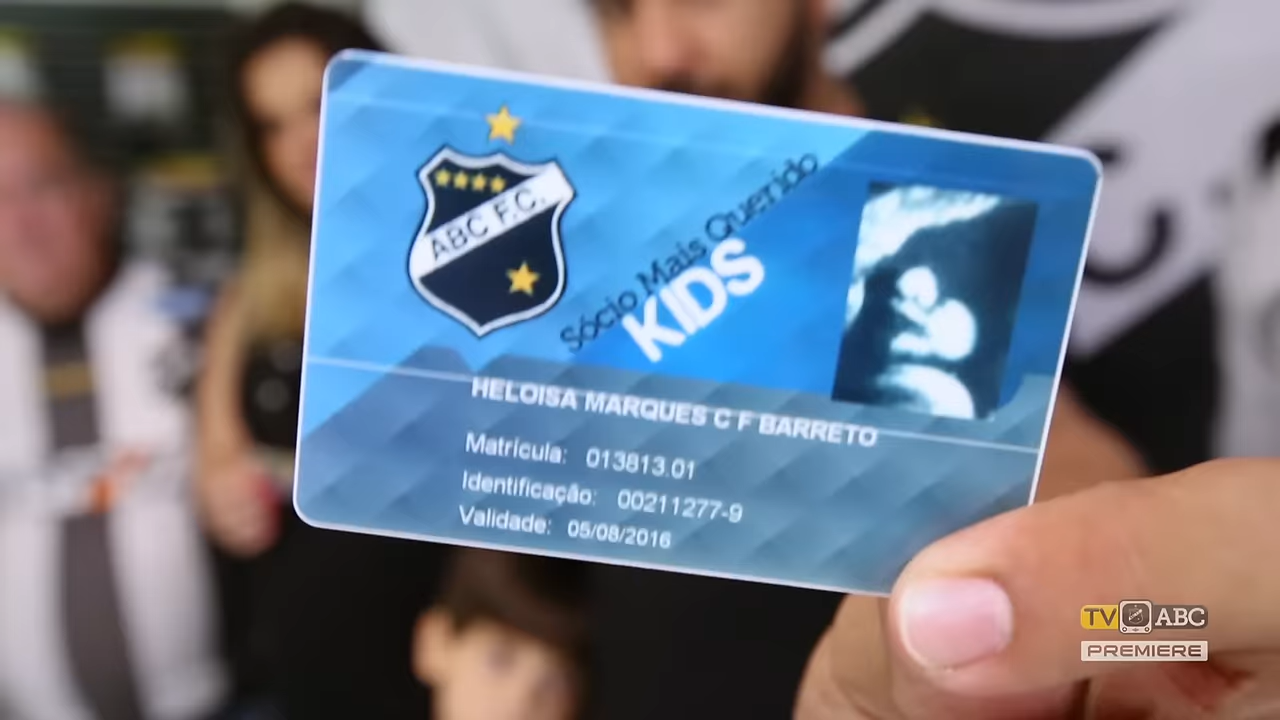 ABC F.C.
Sócio Mais Querido
KIDS
HELOISA MARQUES C F BARRETO
Matrícula: 013813.01
Identificação: 00211277-9
Validade: 05/08/2016
TV ABC
PREMIERE